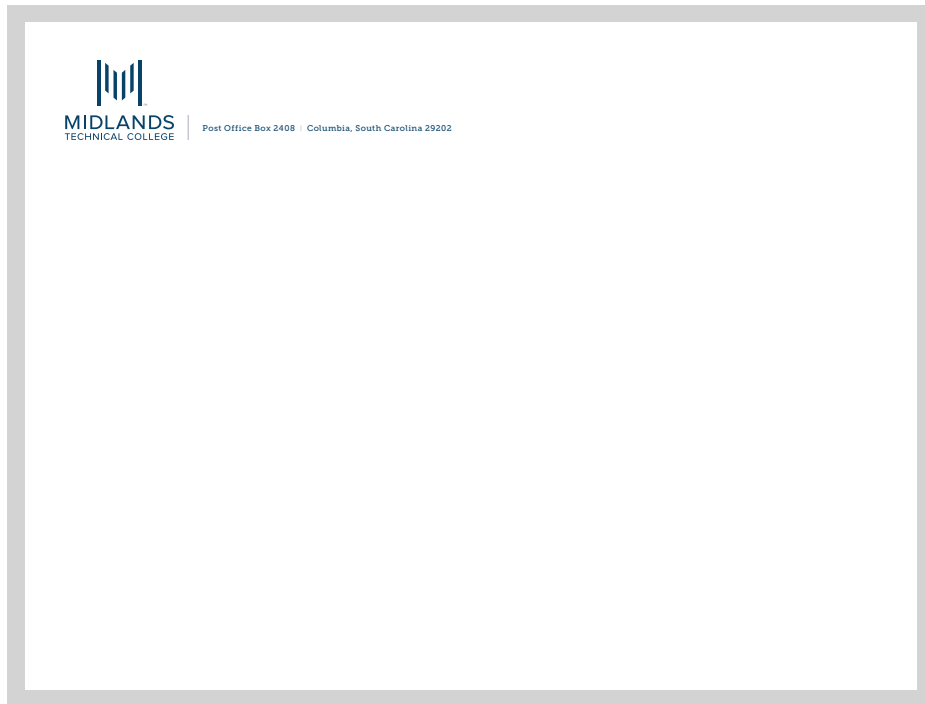 MIDLANDS
TECHNICAL COLLEGE
Post Office Box 2408 | Columbia, South Carolina 29202